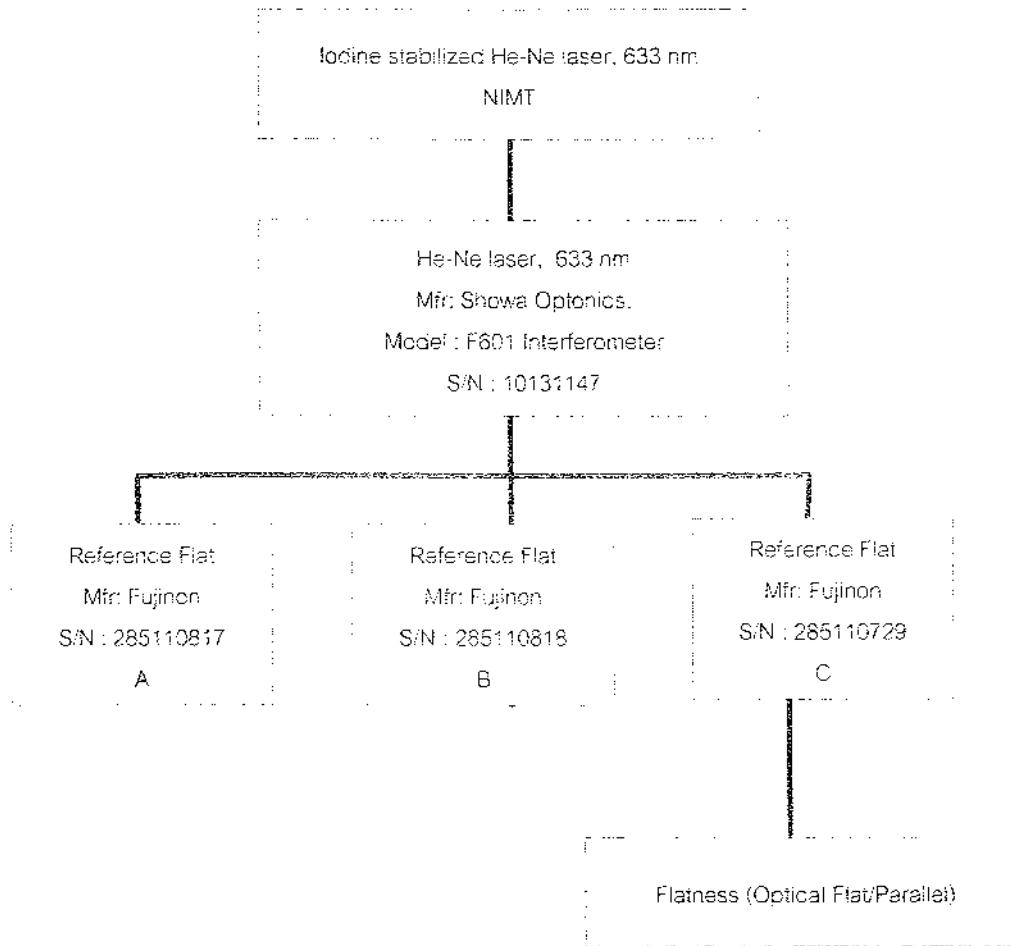 Iodine stabilized He-Ne laser, 633 nm
NIMT
He-Ne laser, 633 nm
Mfr: Showa Optonics.
Model : F601 Interferometer
S/N : 10131147
Reference Flat
Mfr: Fujinon
S/N : 285110817
A
Reference Flat
Mfr: Fujinon
S/N : 285110818
B
Reference Flat
Mfr: Fujinon
S/N : 285110729
C
Flatness (Optical Flat/Parallel)